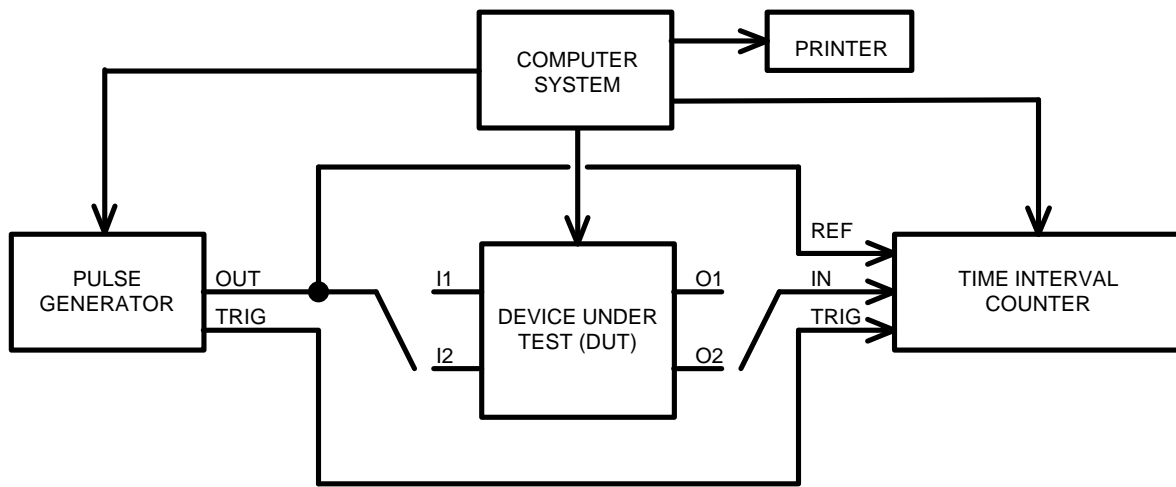 COMPUTER
SYSTEM
PRINTER
REF
PULSE
GENERATOR
OUT
TRIG
I1
I2
DEVICE UNDER
TEST (DUT)
O1
O2
IN
TRIG
TIME INTERVAL
COUNTER